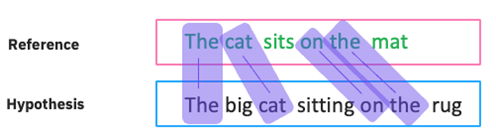 Reference The cat sits on the mat
Hypothesis The big cat sitting on the rug